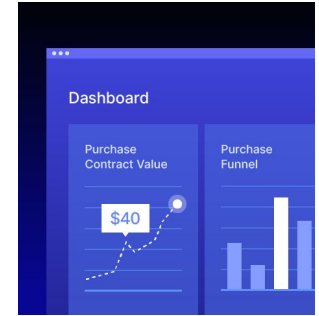 Dashboard
Purchase
Contract Value
$40
Purchase
Funnel